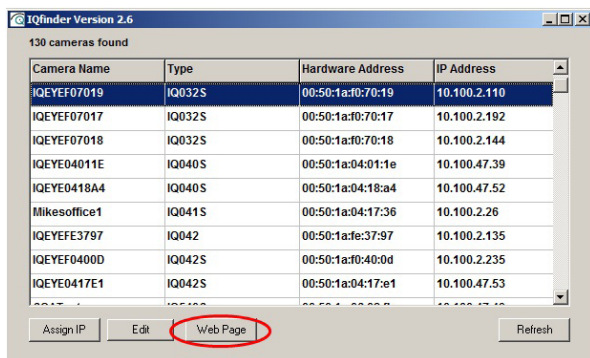 IQfinder Version 2.6
130 cameras found
Camera Name Type Hardware Address IP Address
IQEYEF07019 IQ032S 00:50:1a:f0:70:19 10.100.2.110
IQEYEF07017 IQ032S 00:50:1a:f0:70:17 10.100.2.192
IQEYEF07018 IQ032S 00:50:1a:f0:70:18 10.100.2.144
IQEYE04011E IQ040S 00:50:1a:04:01:1e 10.100.47.39
IQEYE0418A4 IQ040S 00:50:1a:04:18:a4 10.100.47.52
Mikesoffice1 IQ041S 00:50:1a:04:17:36 10.100.2.26
IQEYEFE3797 IQ042 00:50:1a:fe:37:97 10.100.2.135
IQEYEF0400D IQ042S 00:50:1a:f0:40:0d 10.100.2.235
IQEYE0417E1 IQ042S 00:50:1a:04:17:e1 10.100.47.53
Assign IP Edit Web Page Refresh